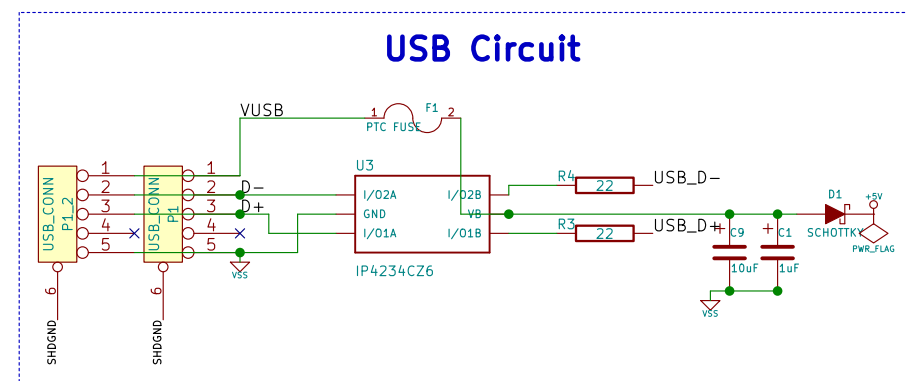 USB Circuit
VUSB
1
PTC FUSE
F1
2
U3
USB_CONN
P1_2
1
2
3
4
5
6
SHDGND
USB_CONN
P1
1
2
3
4
5
6
SHDGND
D-
D+
VSS
I/O2A
GND
I/O1A
I/O2B
VB
I/O1B
IP4234CZ6
R4
22
USB_D-
R3
22
USB_D+
+
C9
10uF
+
C1
1uF
VSS
D1
SCHOTTKY
+5V
PWR_FLAG